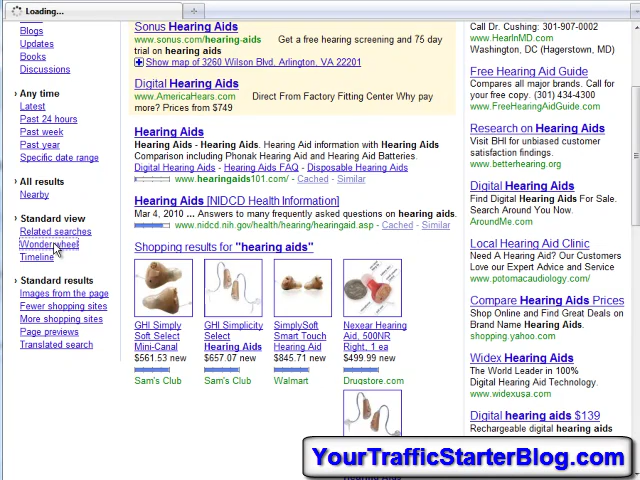 Loading...
Blogs
Updates
Books
Discussions
› Any time
Latest
Past 24 hours
Past week
Past year
Specific date range
› All results
Nearby
› Standard view
Related searches
Wonder wheel
Timeline
› Standard results
Images from the page
Fewer shopping sites
More shopping sites
Page previews
Translated search
Sonus Hearing Aids
www.sonus.com/hearing-aids Get a free hearing screening and 75 day
trial on hearing aids
Show map of 3260 Wilson Blvd, Arlington, VA 22201
Digital Hearing Aids
www.AmericaHears.com Direct From Factory Fitting Center Why pay
more? Prices from $749
Hearing Aids
Hearing Aids - Hearing Aids. Hearing Aid information with Hearing Aids
Comparison including Phonak Hearing Aid and Hearing Aid Batteries.
Digital Hearing Aids - Hearing Aids FAQ - Disposable Hearing Aids
www.hearingaids101.com/ - Cached - Similar
Hearing Aids [NIDCD Health Information]
Mar 4, 2010 ... Answers to many frequently asked questions on hearing aids.
www.nidcd.nih.gov/health/hearing/hearingaid.asp - Cached - Similar
Shopping results for "hearing aids"
GHI Simply
Soft Select
Mini-Canal
$561.53 new
Sam's Club
GHI Simplicity
Select
Hearing Aids
$657.07 new
Sam's Club
SimplySoft
Smart Touch
Hearing Aid
$845.71 new
Walmart
Nexear Hearing
Aid, 500NR
Right, 1 ea
$499.99 new
Drugstore.com
Call Dr. Cushing: 301-907-0002
www.HearInMD.com
Washington, DC (Hagerstown, MD)
Free Hearing Aid Guide
Compares all major brands. Call for
your free copy. (301) 434-4300
www.FreeHearingAidGuide.com
Research on Hearing Aids
Visit BHI for unbiased customer
satisfaction findings.
www.betterhearing.org
Digital Hearing Aids
Find Digital Hearing Aids For Sale.
Search Around You Now.
AroundMe.com
Local Hearing Aid Clinic
Need A Hearing Aid? Our Customers
Love our Expert Advice and Service
www.potomacaudiology.com/
Compare Hearing Aids Prices
Shop Online and Find Great Deals on
Brand Name Hearing Aids.
shopping.yahoo.com
Widex Hearing Aids
The World Leader in 100%
Digital Hearing Aid Technology.
www.widexusa.com
Digital hearing aids $139
Rechargeable digital hearing aids
YourTrafficStarterBlog.com